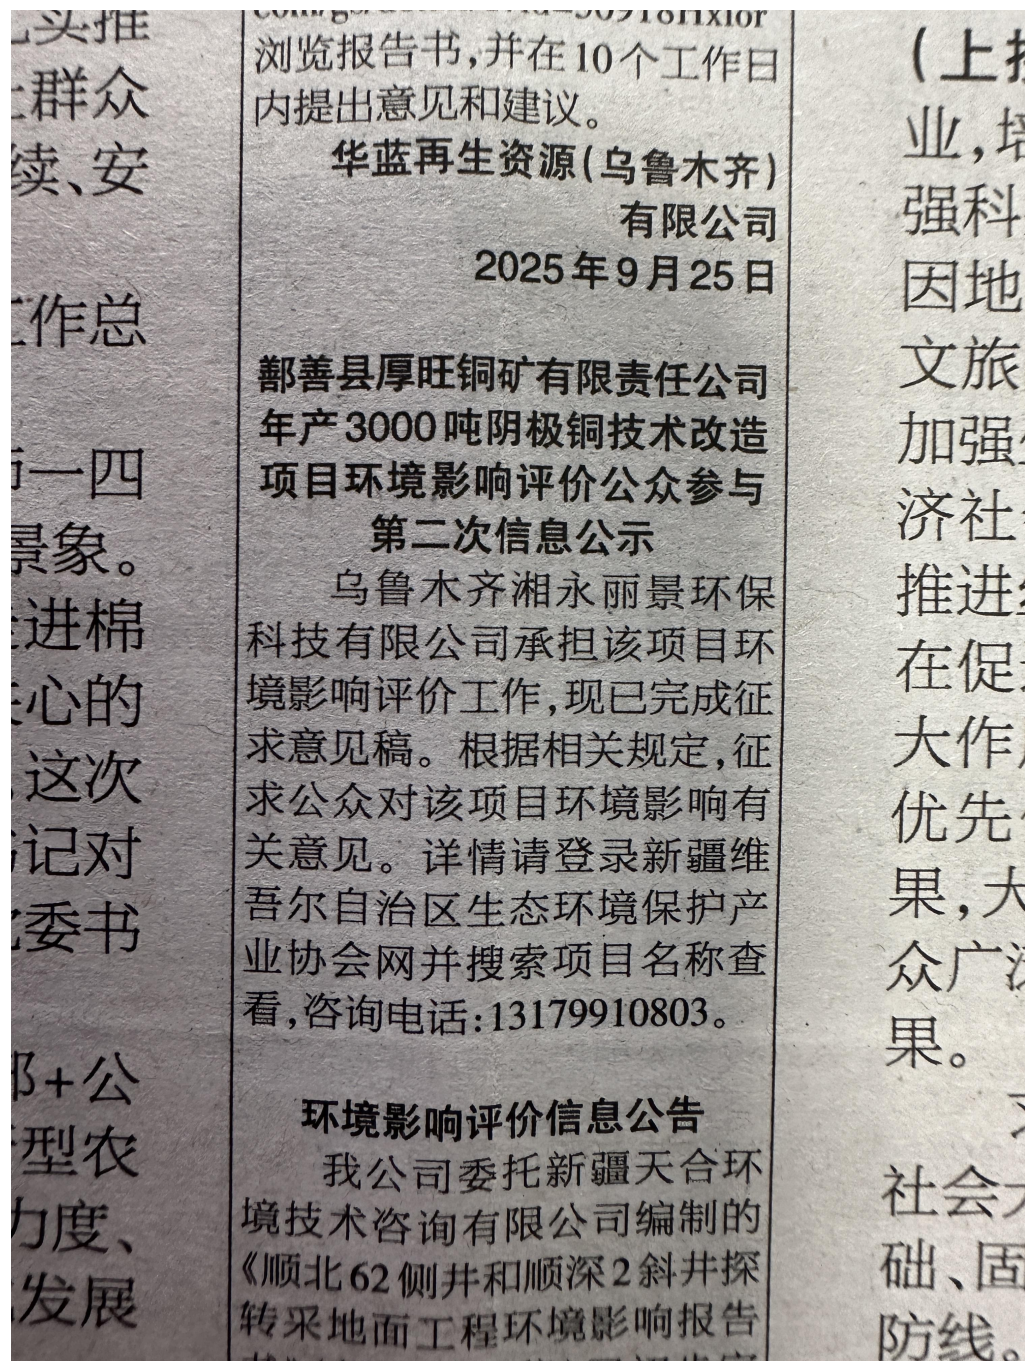 浏览报告书,并在10个工作日
内提出意见和建议。
华蓝再生资源(乌鲁木齐)
有限公司
2025年9月25日
鄯善县厚旺铜矿有限责任公司
年产3000吨阴极铜技术改造
项目环境影响评价公众参与
第二次信息公示
乌鲁木齐湘永丽景环保
科技有限公司承担该项目环
境影响评价工作,现已完成征
求意见稿。根据相关规定,征
求公众对该项目环境影响有
关意见。详情请登录新疆维
吾尔自治区生态环境保护产
业协会网并搜索项目名称查
看,咨询电话:13179910803。
环境影响评价信息公告
我公司委托新疆天合环
境技术咨询有限公司编制的
《顺北62侧井和顺深2斜井探
转采地面工程环境影响报告
群众
续、安
作总
一四
景象。
进棉
心的
这次
记对
委书
+公
型农
力度、
发展
(上
业,
强科
因地
文旅
加强
济社
推进
在促
大作
优先
果,大
众广
果。
社会
础、固
防线。